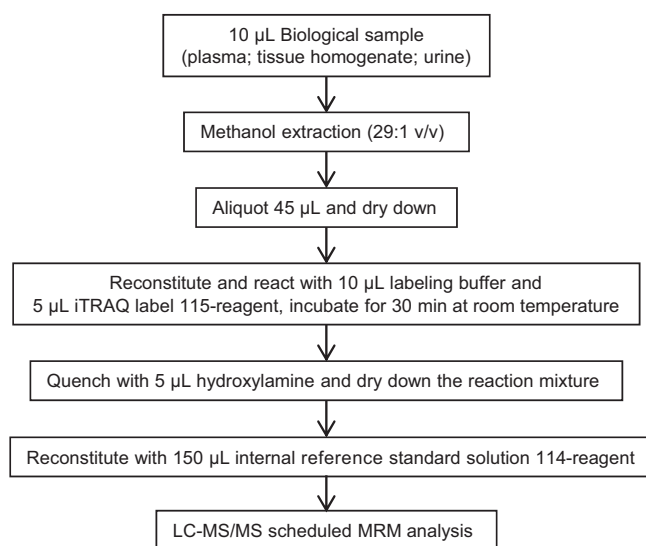 10 µL Biological sample
(plasma; tissue homogenate; urine)
Methanol extraction (29:1 v/v)
Aliquot 45 µL and dry down
Reconstitute and react with 10 µL labeling buffer and
5 µL iTRAQ label 115-reagent, incubate for 30 min at room temperature
Quench with 5 µL hydroxylamine and dry down the reaction mixture
Reconstitute with 150 µL internal reference standard solution 114-reagent
LC-MS/MS scheduled MRM analysis